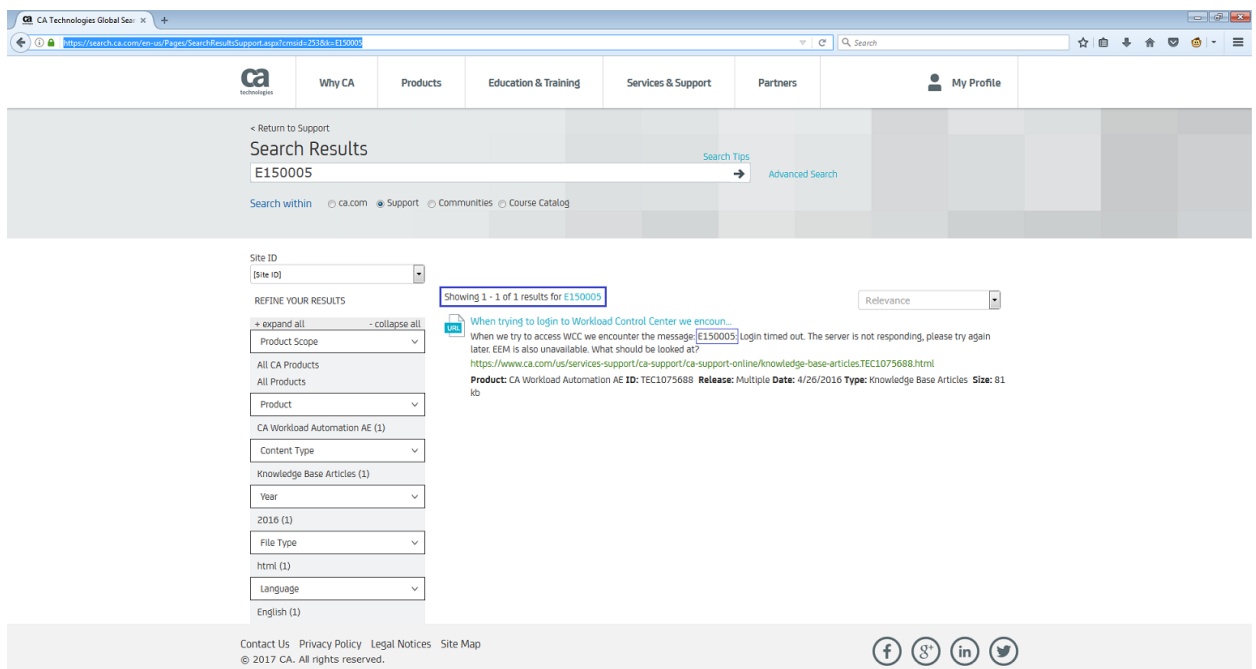 CA Technologies Global Sear
https://search.ca.com/en-us/Pages/SearchResultsSupport.aspx?cmsid=253&k=E150005
Search
ca technologies
Why CA
Products
Education & Training
Services & Support
Partners
My Profile
< Return to Support
Search Results
Search Tips
E150005
Advanced Search
Search within ca.com Support Communities Course Catalog
Site ID
[Site ID]
REFINE YOUR RESULTS
+ expand all - collapse all
Product Scope
All CA Products
All Products
Product
CA Workload Automation AE (1)
Content Type
Knowledge Base Articles (1)
Year
2016 (1)
File Type
html (1)
Language
English (1)
Showing 1 - 1 of 1 results for E150005
Relevance
URL
When trying to login to Workload Control Center we encoun...
When we try to access WCC we encounter the message: E150005: Login timed out. The server is not responding, please try again
later. EEM is also unavailable. What should be looked at?
https://www.ca.com/us/services-support/ca-support/ca-support-online/knowledge-base-articles.TEC1075688.html
Product: CA Workload Automation AE ID: TEC1075688 Release: Multiple Date: 4/26/2016 Type: Knowledge Base Articles Size: 81
kb
Contact Us Privacy Policy Legal Notices Site Map
© 2017 CA. All rights reserved.
f
g+
in